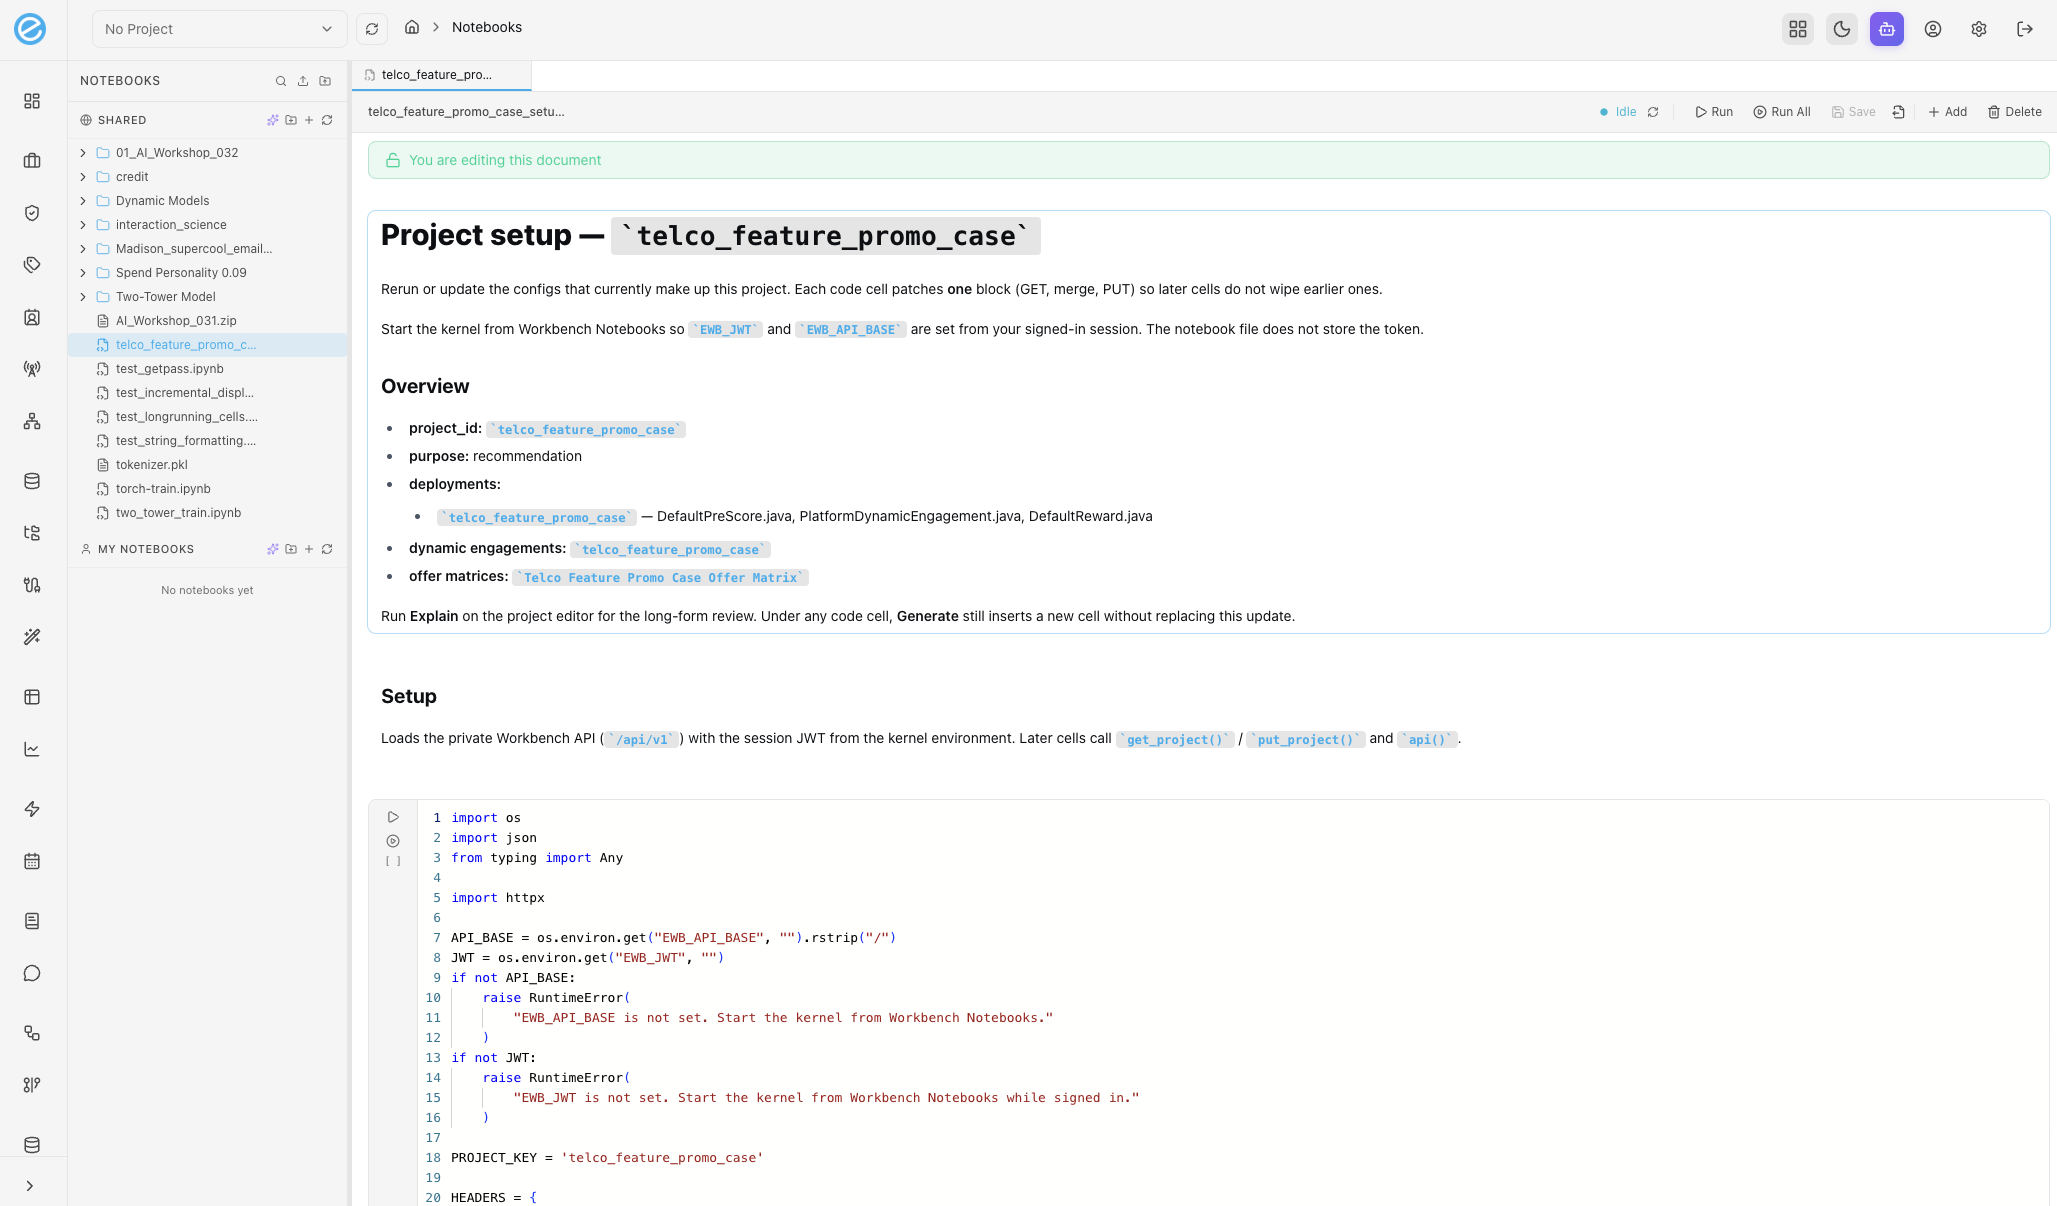 No Project
Notebooks
NOTEBOOKS
SHARED
01_AI_Workshop_032
credit
Dynamic Models
interaction_science
Madison_supercool_email...
Spend Personality 0.09
Two-Tower Model
AI_Workshop_031.zip
telco_feature_promo_c...
test_getpass.ipynb
test_incremental_displ...
test_longrunning_cells....
test_string_formatting....
tokenizer.pkl
torch-train.ipynb
two_tower_train.ipynb
MY NOTEBOOKS
No notebooks yet
telco_feature_pro...
telco_feature_promo_case_setu...
Idle
Run
Run All
Save
Add
Delete
You are editing this document
Project setup — `telco_feature_promo_case`
Rerun or update the configs that currently make up this project. Each code cell patches one block (GET, merge, PUT) so later cells do not wipe earlier ones.
Start the kernel from Workbench Notebooks so `EWB_JWT` and `EWB_API_BASE` are set from your signed-in session. The notebook file does not store the token.
Overview
• project_id: `telco_feature_promo_case`
• purpose: recommendation
• deployments:
• `telco_feature_promo_case` — DefaultPreScore.java, PlatformDynamicEngagement.java, DefaultReward.java
• dynamic engagements: `telco_feature_promo_case`
• offer matrices: `Telco Feature Promo Case Offer Matrix`
Run Explain on the project editor for the long-form review. Under any code cell, Generate still inserts a new cell without replacing this update.
Setup
Loads the private Workbench API (`/api/v1`) with the session JWT from the kernel environment. Later cells call `get_project()` / `put_project()` and `api()`.
[ ]
1 import os
2 import json
3 from typing import Any
4
5 import httpx
6
7 API_BASE = os.environ.get("EWB_API_BASE", "").rstrip("/")
8 JWT = os.environ.get("EWB_JWT", "")
9 if not API_BASE:
10     raise RuntimeError(
11         "EWB_API_BASE is not set. Start the kernel from Workbench Notebooks."
12     )
13 if not JWT:
14     raise RuntimeError(
15         "EWB_JWT is not set. Start the kernel from Workbench Notebooks while signed in."
16     )
17
18 PROJECT_KEY = 'telco_feature_promo_case'
19
20 HEADERS = {